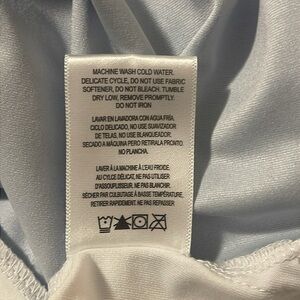 MACHINE WASH COLD WATER.
DELICATE CYCLE, DO NOT USE FABRIC
SOFTENER, DO NOT BLEACH. TUMBLE
DRY LOW, REMOVE PROMPTLY.
DO NOT IRON
LAVAR EN LAVADORA CON AGUA FRÍA,
CICLO DELICADO, NO USE SUAVIZADOR
DE TELAS, NO USE BLANQUEADOR.
SECADO A MÁQUINA PERO RETIRALA PRONTO.
NO PLANCHA.
LAVER À LA MACHINE À L'EAU FROIDE.
AU CYCLE DÉLICAT, NE PAS UTILISER
D'ASSOUPLISSEUR. NE PAS BLANCHIR.
SÉCHER PAR CULBUTAGE À BASSE TEMPÉRATURE,
RETIRER RAPIDEMENT. NE PAS REPASSER